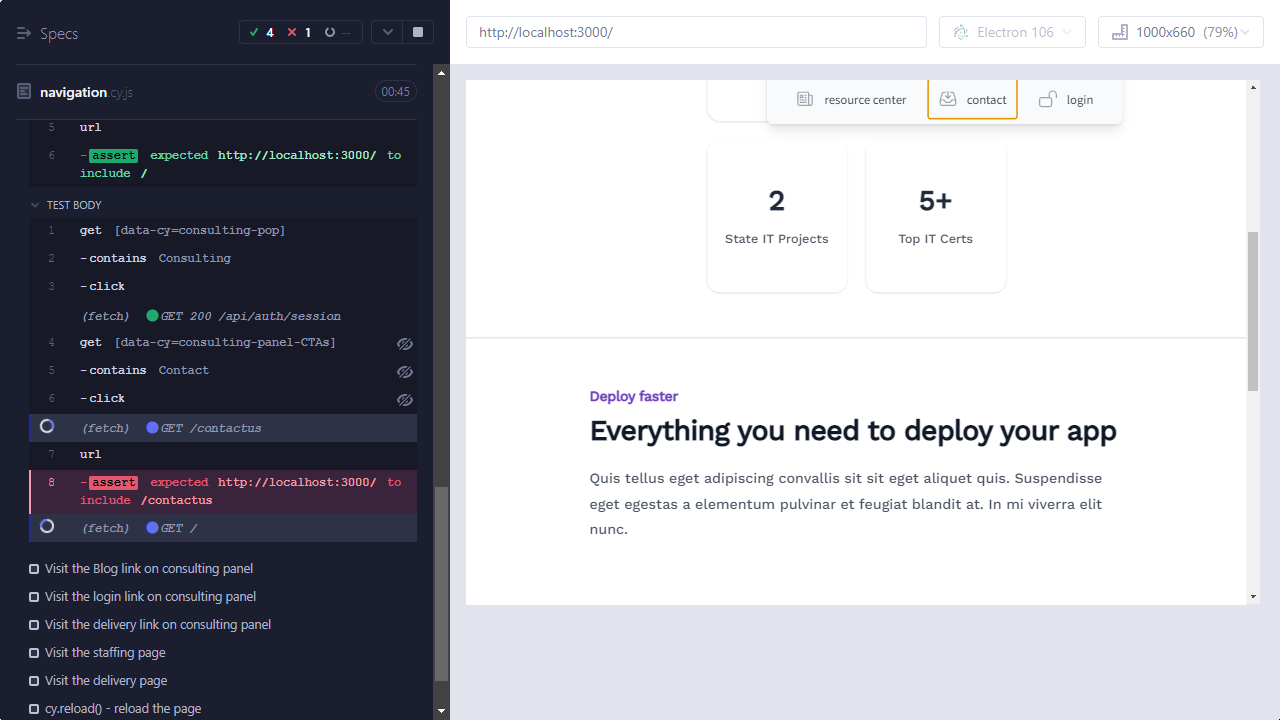 Specs
4
1
--
navigation.cy.js
00:45
5 url
6 -assert expected http://localhost:3000/ to
include /
TEST BODY
1 get [data-cy=consulting-pop]
2 -contains Consulting
3 -click
(fetch) GET 200 /api/auth/session
4 get [data-cy=consulting-panel-CTAs]
5 -contains Contact
6 -click
(fetch) GET /contactus
7 url
8 -assert expected http://localhost:3000/ to
include /contactus
(fetch) GET /
Visit the Blog link on consulting panel
Visit the login link on consulting panel
Visit the delivery link on consulting panel
Visit the staffing page
Visit the delivery page
cy.reload() - reload the page
http://localhost:3000/
Electron 106
1000x660 (79%)
resource center
contact
login
2
State IT Projects
5+
Top IT Certs
Deploy faster
Everything you need to deploy your app
Quis tellus eget adipiscing convallis sit sit eget aliquet quis. Suspendisse
eget egestas a elementum pulvinar et feugiat blandit at. In mi viverra elit
nunc.